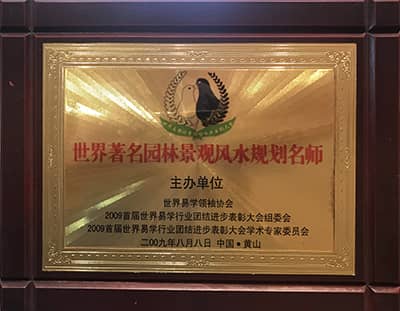 世界著名园林景观风水规划名师
主办单位
世界易学领袖协会
2009首届世界易学行业团结进步表彰大会组委会
2009首届世界易学行业团结进步表彰大会学术专家委员会
二00九年八月八日 中国·黄山